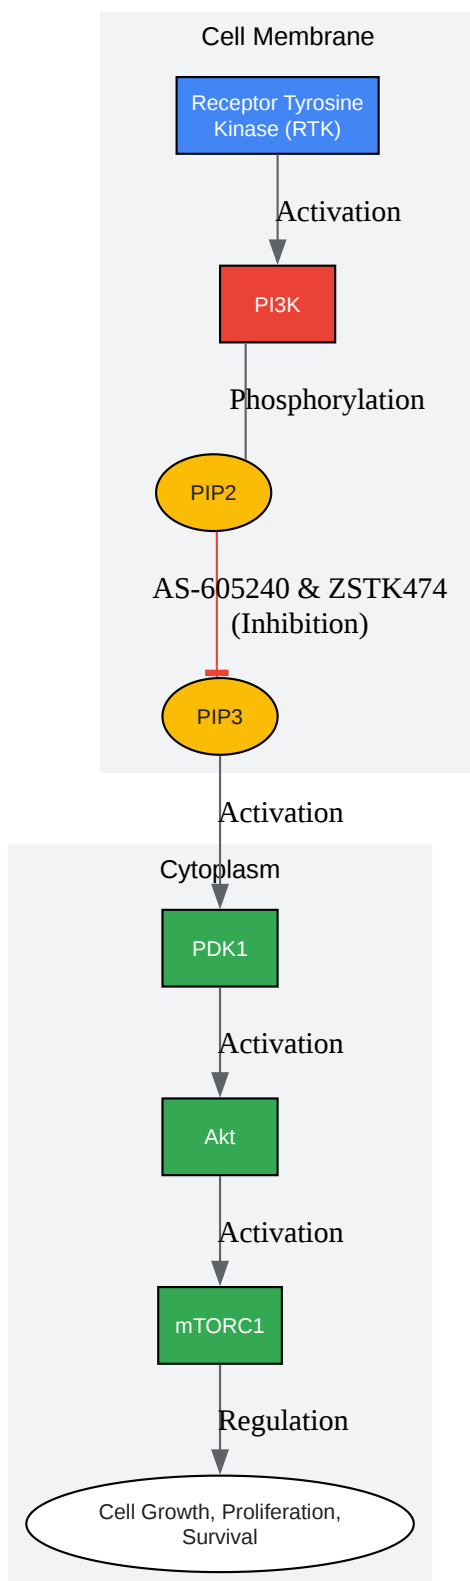 Cell Membrane
Receptor Tyrosine
Kinase (RTK)
Activation
PI3K
Phosphorylation
PIP2
AS-605240 & ZSTK474
(Inhibition)
PIP3
Activation
Cytoplasm
PDK1
Activation
Akt
Activation
mTORC1
Regulation
Cell Growth, Proliferation,
Survival